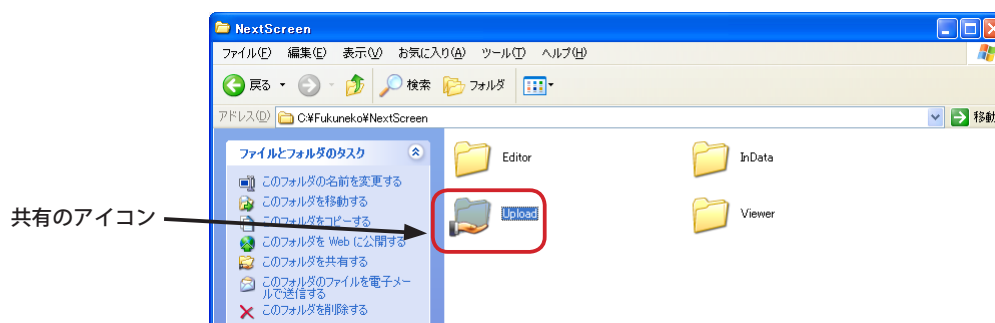 NextScreen
ファイル(F) 編集(E) 表示(V) お気に入り(A) ツール(T) ヘルプ(H)
戻る 検索 フォルダ
アドレス(D) C:¥Fukuneko¥NextScreen 移動
ファイルとフォルダのタスク
このフォルダの名前を変更する
このフォルダを移動する
このフォルダをコピーする
このフォルダを Web に公開する
このフォルダを共有する
このフォルダのファイルを電子メー
ルで送信する
このフォルダを削除する
Editor
InData
Upload
Viewer
共有のアイコン